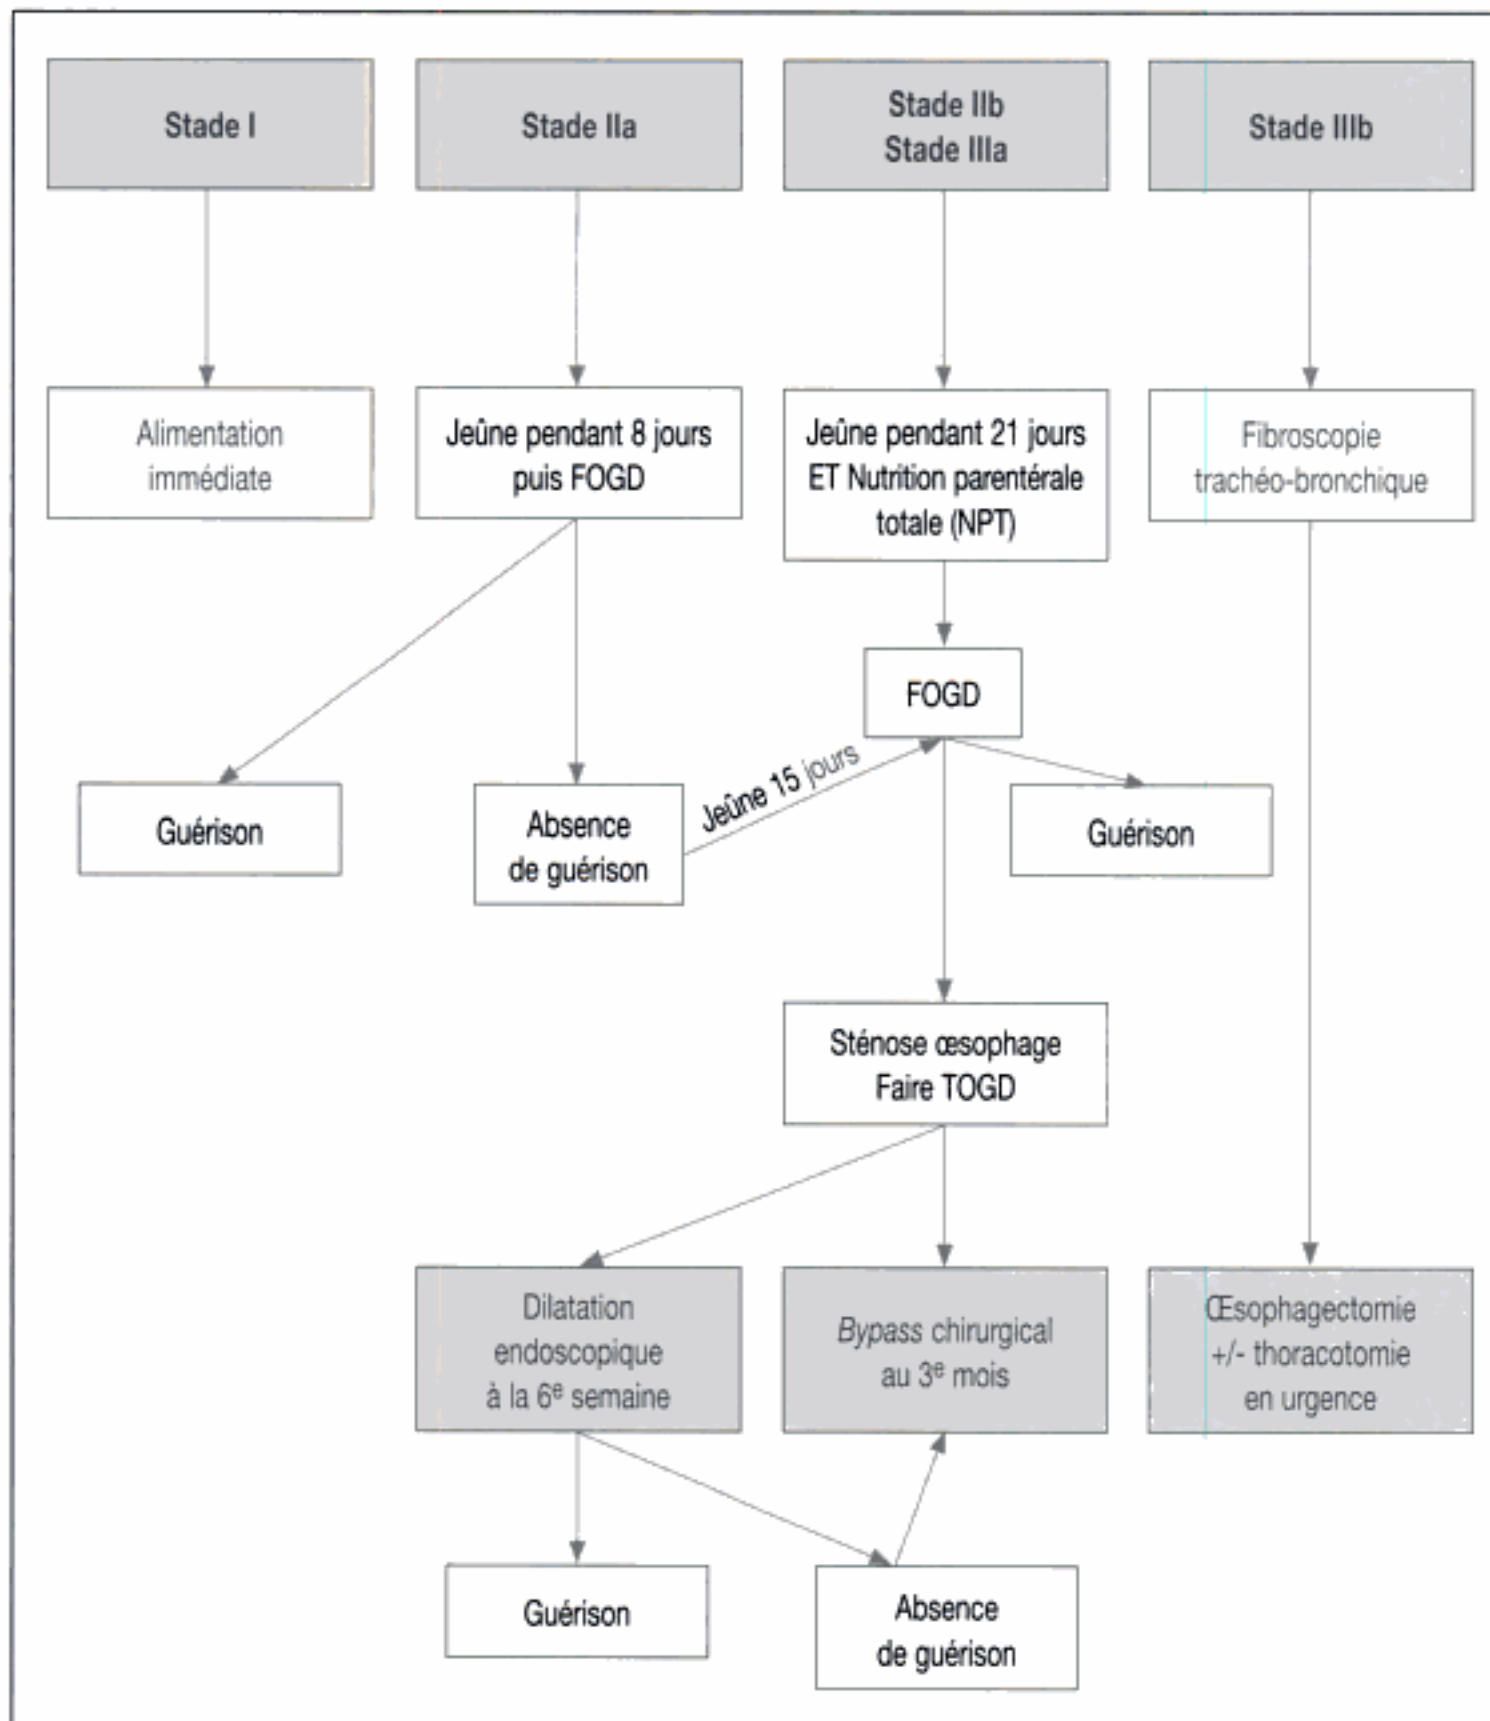 Stade I
Stade IIa
Stade IIb
Stade IIIa
Stade IIIb
Alimentation
immédiate
Jeûne pendant 8 jours
puis FOGD
Jeûne pendant 21 jours
ET Nutrition parentérale
totale (NPT)
Fibroscopie
trachéo-bronchique
FOGD
Guérison
Absence
de guérison
Jeûne 15 jours
Guérison
Sténose œsophage
Faire TOGD
Dilatation
endoscopique
à la 6e semaine
Bypass chirurgical
au 3e mois
Œsophagectomie
+/- thoracotomie
en urgence
Guérison
Absence
de guérison